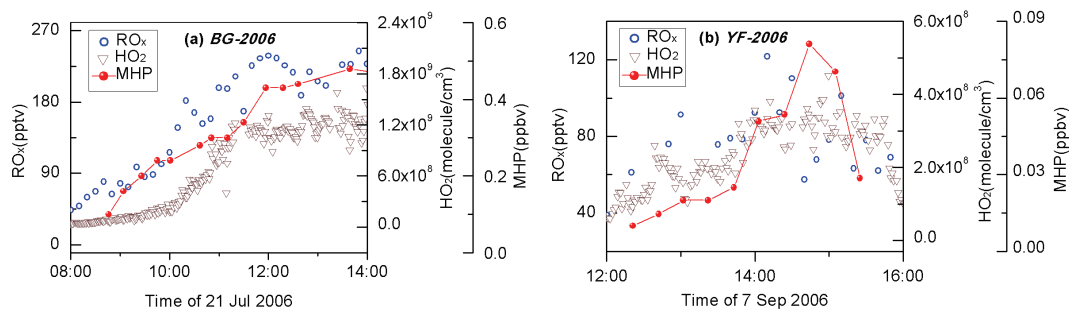 (a) BG-2006
ROx
HO2
MHP
270
180
90
0
ROx(pptv)
08:00
10:00
12:00
14:00
Time of 21 Jul 2006
2.4x10^9
1.8x10^9
1.2x10^9
6.0x10^8
0.0
HO2(molecule/cm3)
0.6
0.4
0.2
0.0
MHP(ppbv)
(b) YF-2006
ROx
HO2
MHP
120
80
40
ROx(pptv)
12:00
14:00
16:00
Time of 7 Sep 2006
6.0x10^8
4.0x10^8
2.0x10^8
0.0
HO2(molecule/cm3)
0.09
0.06
0.03
0.00
MHP(ppbv)